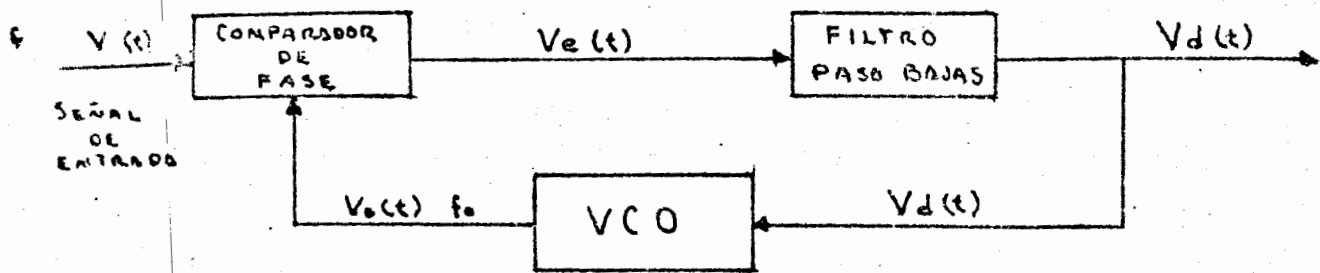 V (t)
COMPARADOR
DE
FASE
Ve (t)
FILTRO
PASO BAJAS
Vd (t)
SEÑAL
DE
ENTRADA
Vo(t) fo
VCO
Vd(t)